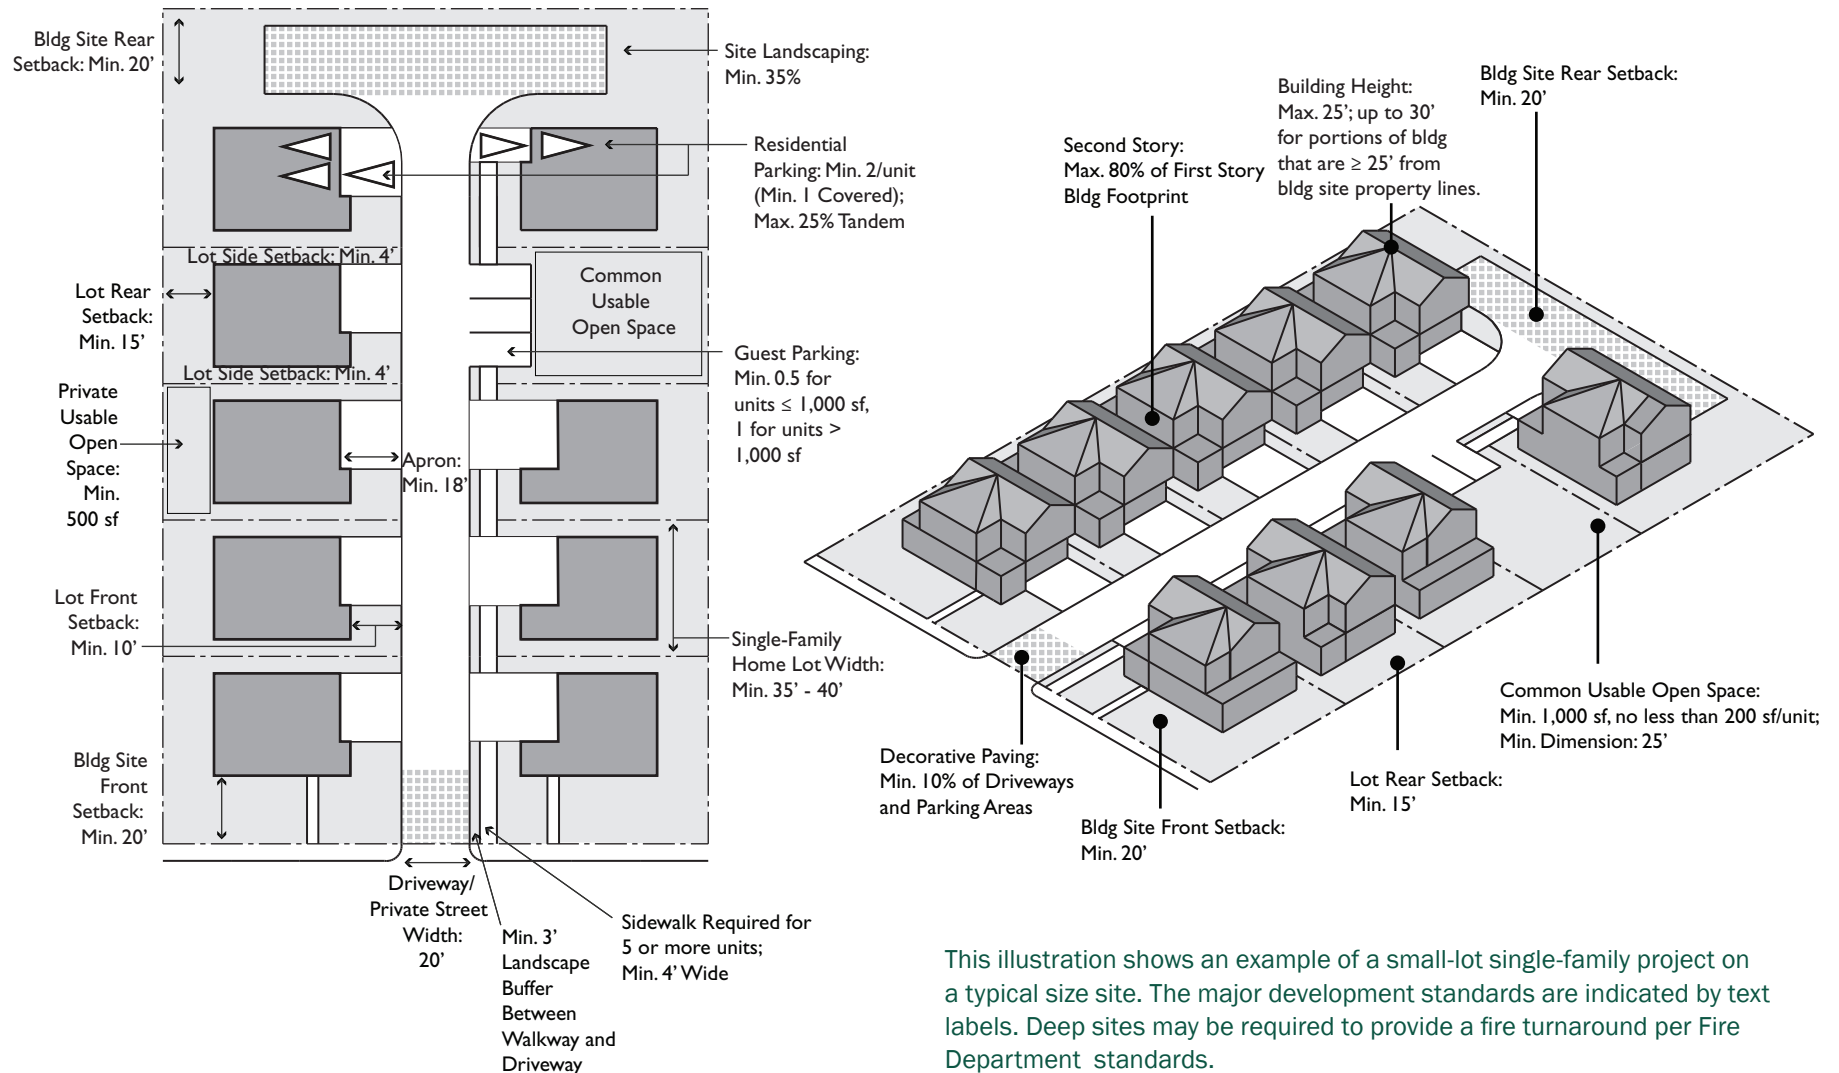 Bldg Site Rear
Setback: Min. 20’
Site Landscaping:
Min. 35%
Residential
Parking: Min. 2/unit
(Min. 1 Covered);
Max. 25% Tandem
Lot Side Setback: Min. 4’
Lot Rear
Setback:
Min. 15’
Common
Usable
Open Space
Lot Side Setback: Min. 4’
Guest Parking:
Min. 0.5 for
units ≤ 1,000 sf,
1 for units >
1,000 sf
Private
Usable
Open
Space:
Min.
500 sf
Apron:
Min. 18’
Lot Front
Setback:
Min. 10’
Single-Family
Home Lot Width:
Min. 35’ - 40’
Bldg Site
Front
Setback:
Min. 20’
Driveway/
Private Street
Width:
20’
Min. 3’
Landscape
Buffer
Between
Walkway and
Driveway
Sidewalk Required for
5 or more units;
Min. 4’ Wide
Second Story:
Max. 80% of First Story
Bldg Footprint
Building Height:
Max. 25’; up to 30’
for portions of bldg
that are ≥ 25’ from
bldg site property lines.
Bldg Site Rear Setback:
Min. 20’
Decorative Paving:
Min. 10% of Driveways
and Parking Areas
Bldg Site Front Setback:
Min. 20’
Lot Rear Setback:
Min. 15’
Common Usable Open Space:
Min. 1,000 sf, no less than 200 sf/unit;
Min. Dimension: 25’
This illustration shows an example of a small-lot single-family project on
a typical size site. The major development standards are indicated by text
labels. Deep sites may be required to provide a fire turnaround per Fire
Department standards.